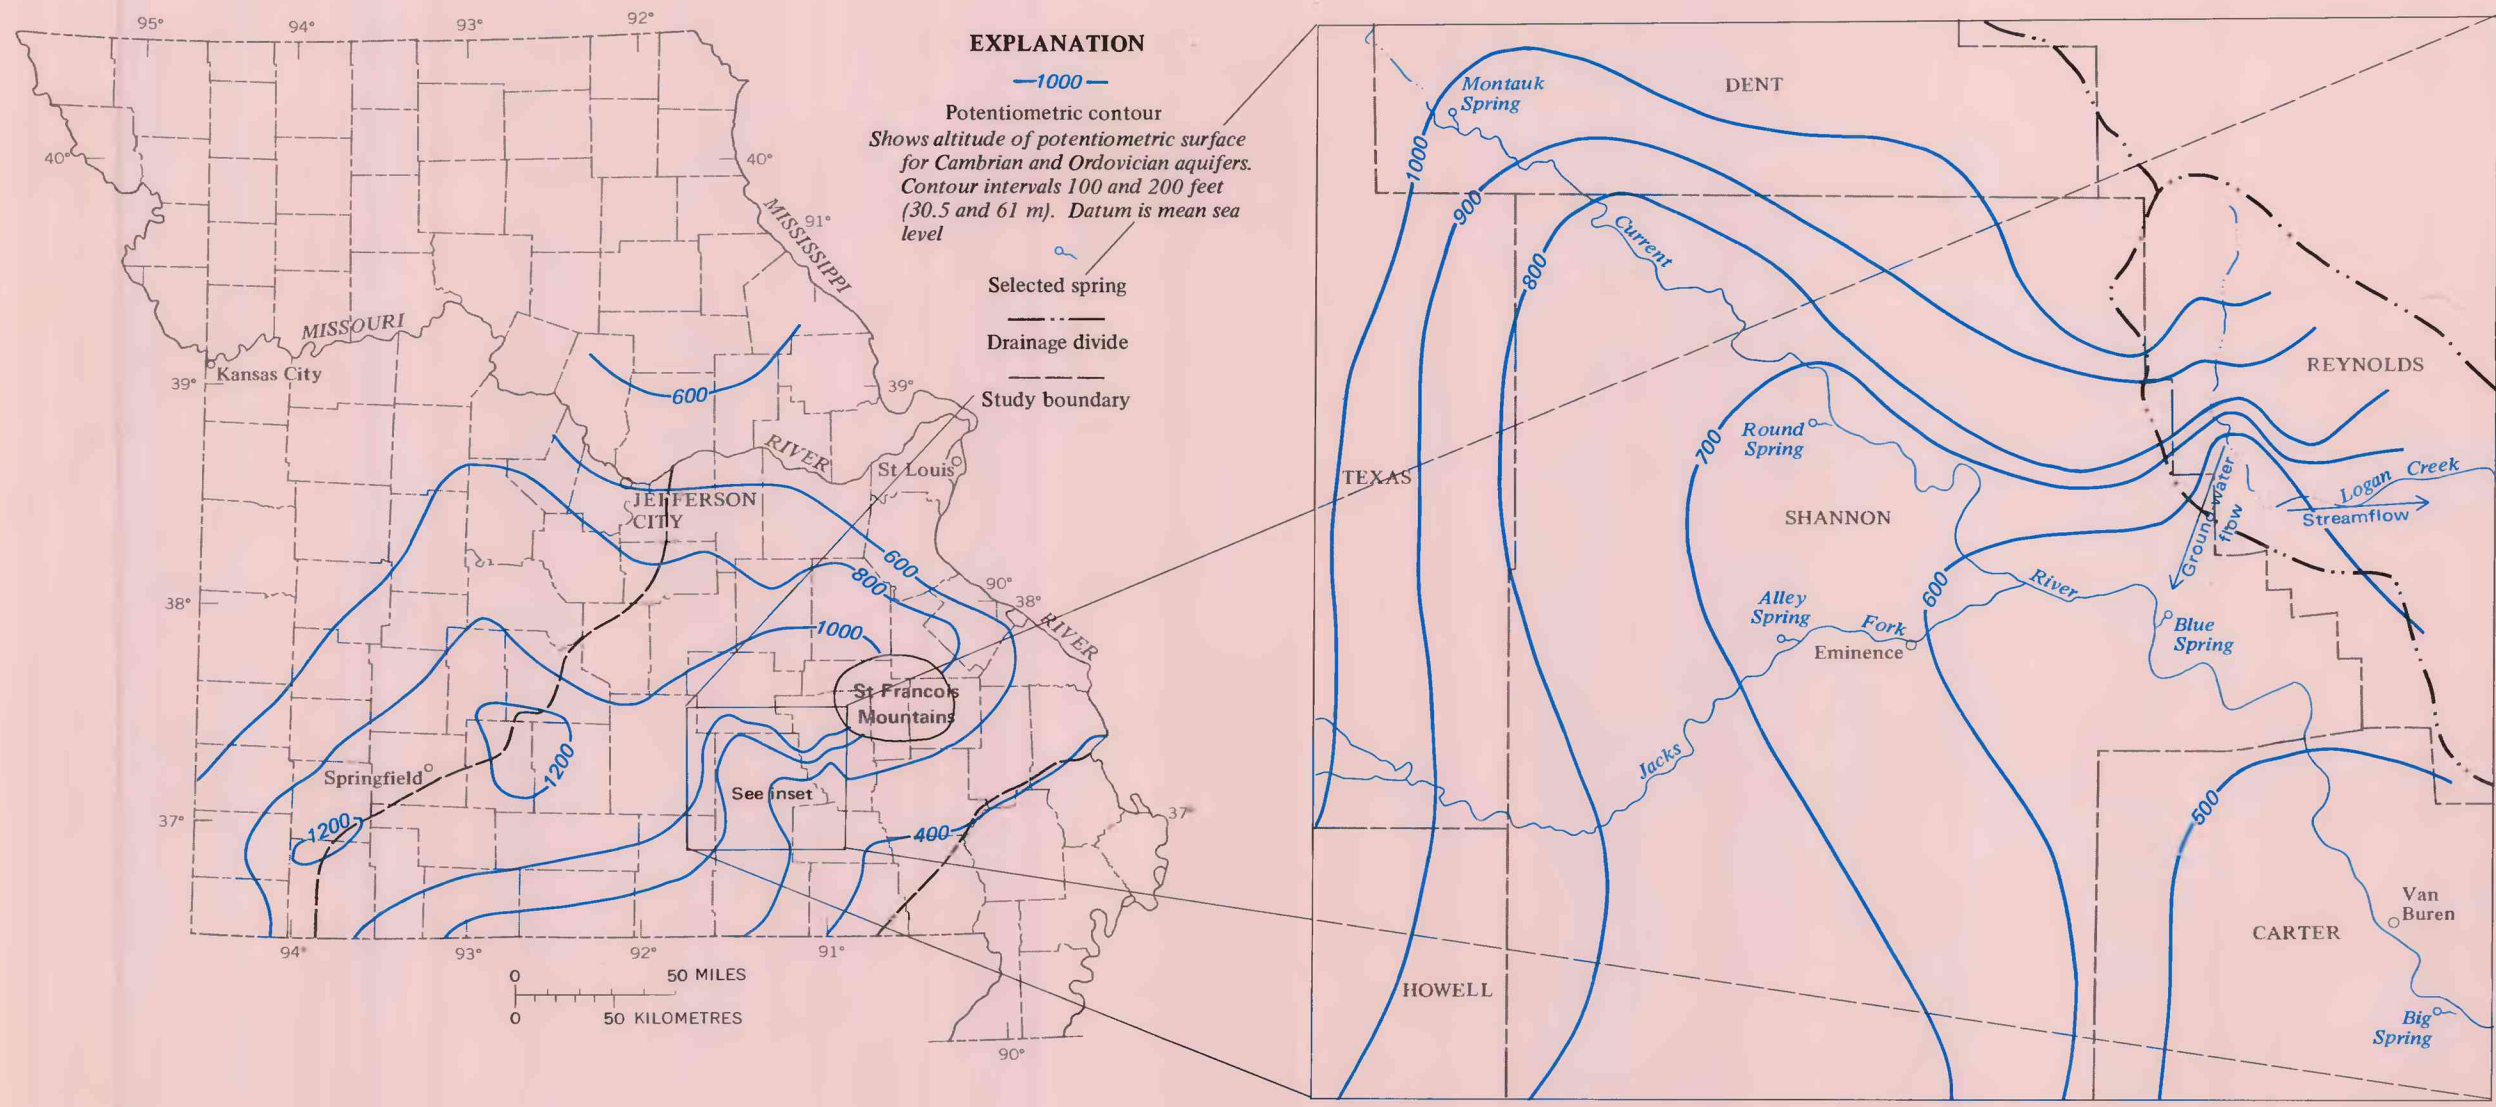 95°
94°
93°
92°
40°
40°
MISSISSIPPI
91°
MISSOURI
Kansas City
39°
39°
600
RIVER
St Louis
JEFFERSON
CITY
600
800
90°
38°
38°
RIVER
1000
St Francois
Mountains
1200
Springfield
See inset
1200
400
37°
37°
94°
93°
92°
91°
90°
0 50 MILES
0 50 KILOMETRES
EXPLANATION
1000
Potentiometric contour
Shows altitude of potentiometric surface
for Cambrian and Ordovician aquifers.
Contour intervals 100 and 200 feet
(30.5 and 61 m). Datum is mean sea
level
Selected spring
Drainage divide
Study boundary
Montauk
Spring
DENT
1000
900
800
Current
REYNOLDS
700
Round
Spring
TEXAS
SHANNON
Logan Creek
Streamflow
Ground-water
flow
600
River
Alley
Spring
Fork
Eminence
Blue
Spring
Jacks
500
Van
Buren
CARTER
HOWELL
Big
Spring